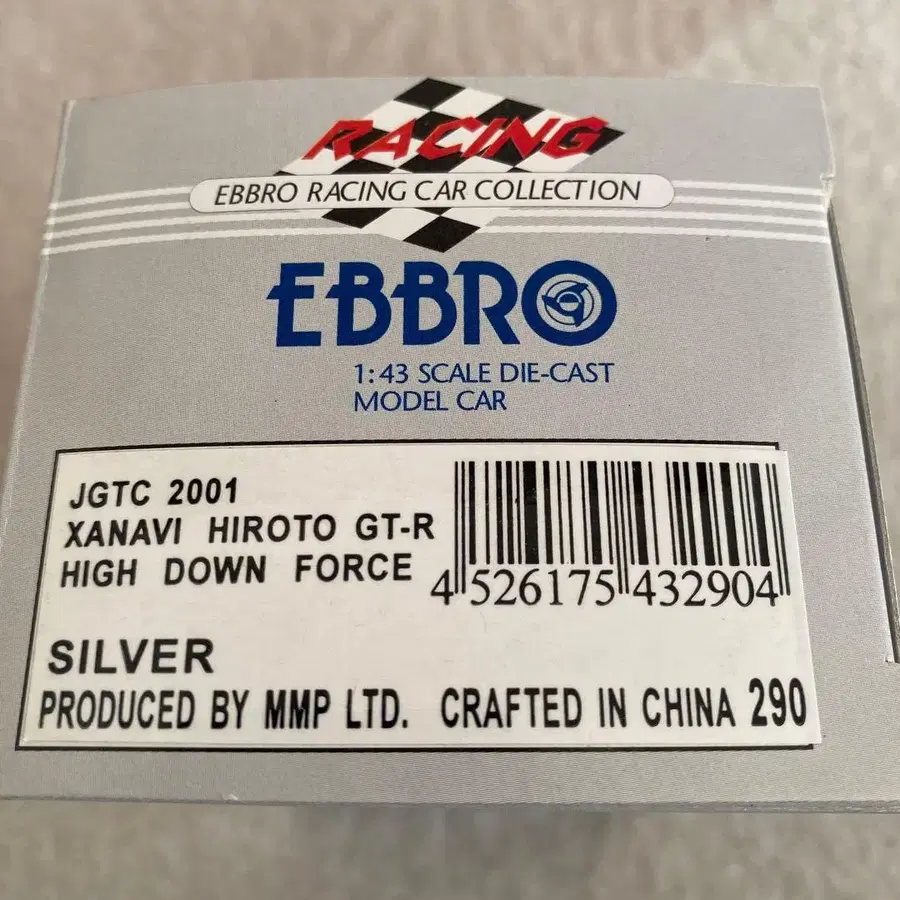 RACING
EBBRO RACING CAR COLLECTION
EBBRO
1:43 SCALE DIE-CAST
MODEL CAR
JGTC 2001
XANAVI HIROTO GT-R
HIGH DOWN FORCE
4 526175 432904
SILVER
PRODUCED BY MMP LTD. CRAFTED IN CHINA 290